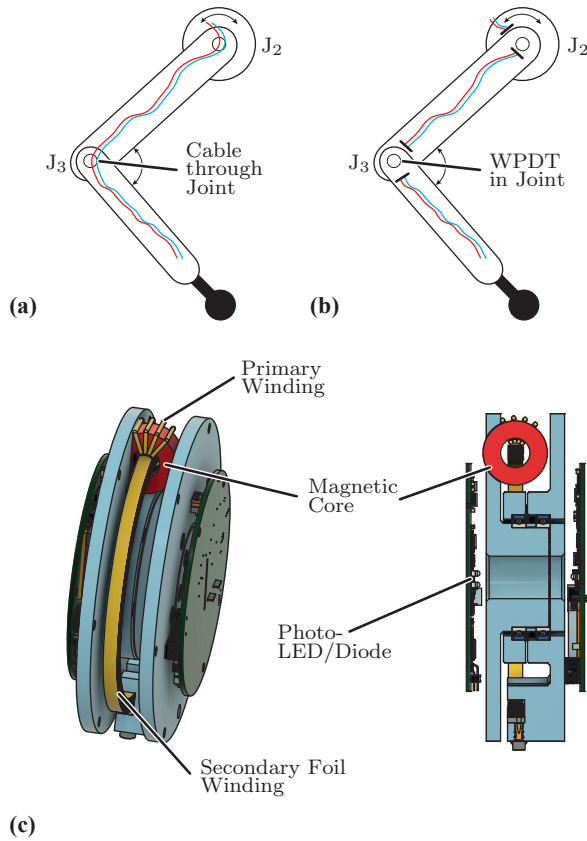 J₂
J₃
Cable
through
Joint
(a)
J₂
J₃
WPDT
in Joint
(b)
Primary
Winding
Magnetic
Core
Photo-
LED/Diode
Secondary Foil
Winding
(c)